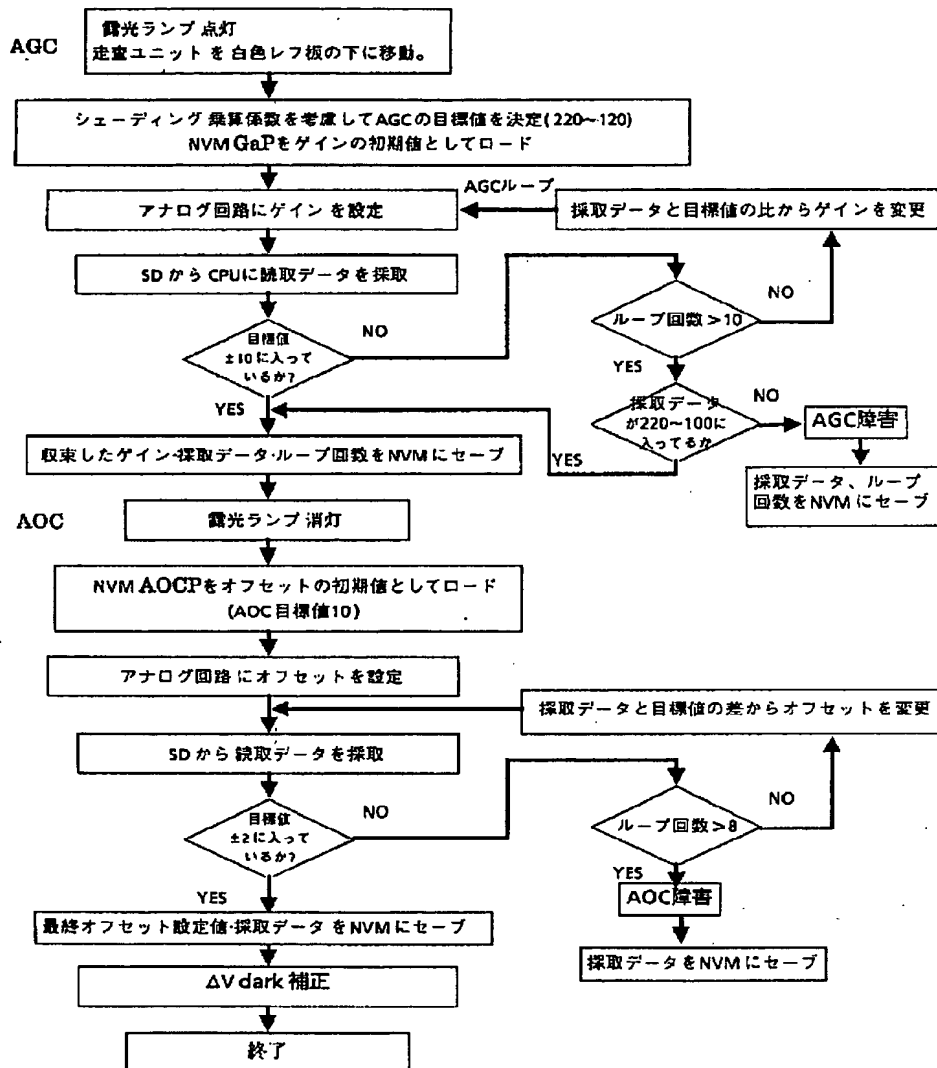 AGC
露光ランプ 点灯
走査ユニット を 白色レフ板の下に移動。
シェーディング 乗算係数を考慮してAGCの目標値を決定(220～120)
NVM GaPをゲインの初期値としてロード
AGCループ
アナログ回路にゲイン を設定
採取データと目標値の比からゲインを変更
SD から CPUに読取データを採取
NO
ループ回数 >10
NO
目標値
±10に入って
いるか?
YES
YES
採取データ
が220～100に
入ってるか
NO
AGC障害
YES
収束したゲイン・採取データ・ループ回数をNVMにセーブ
採取データ、ループ
回数をNVMにセーブ
AOC
露光ランプ 消灯
NVM AOCPをオフセットの初期値としてロード
(AOC目標値10)
アナログ回路 にオフセットを設定
採取データと目標値の差からオフセットを変更
SD から 読取データを採取
NO
ループ回数 >8
NO
目標値
±2に入って
いるか?
YES
YES
AOC障害
最終オフセット設定値・採取データ をNVMにセーブ
採取データをNVMにセーブ
ΔV dark 補正
終了